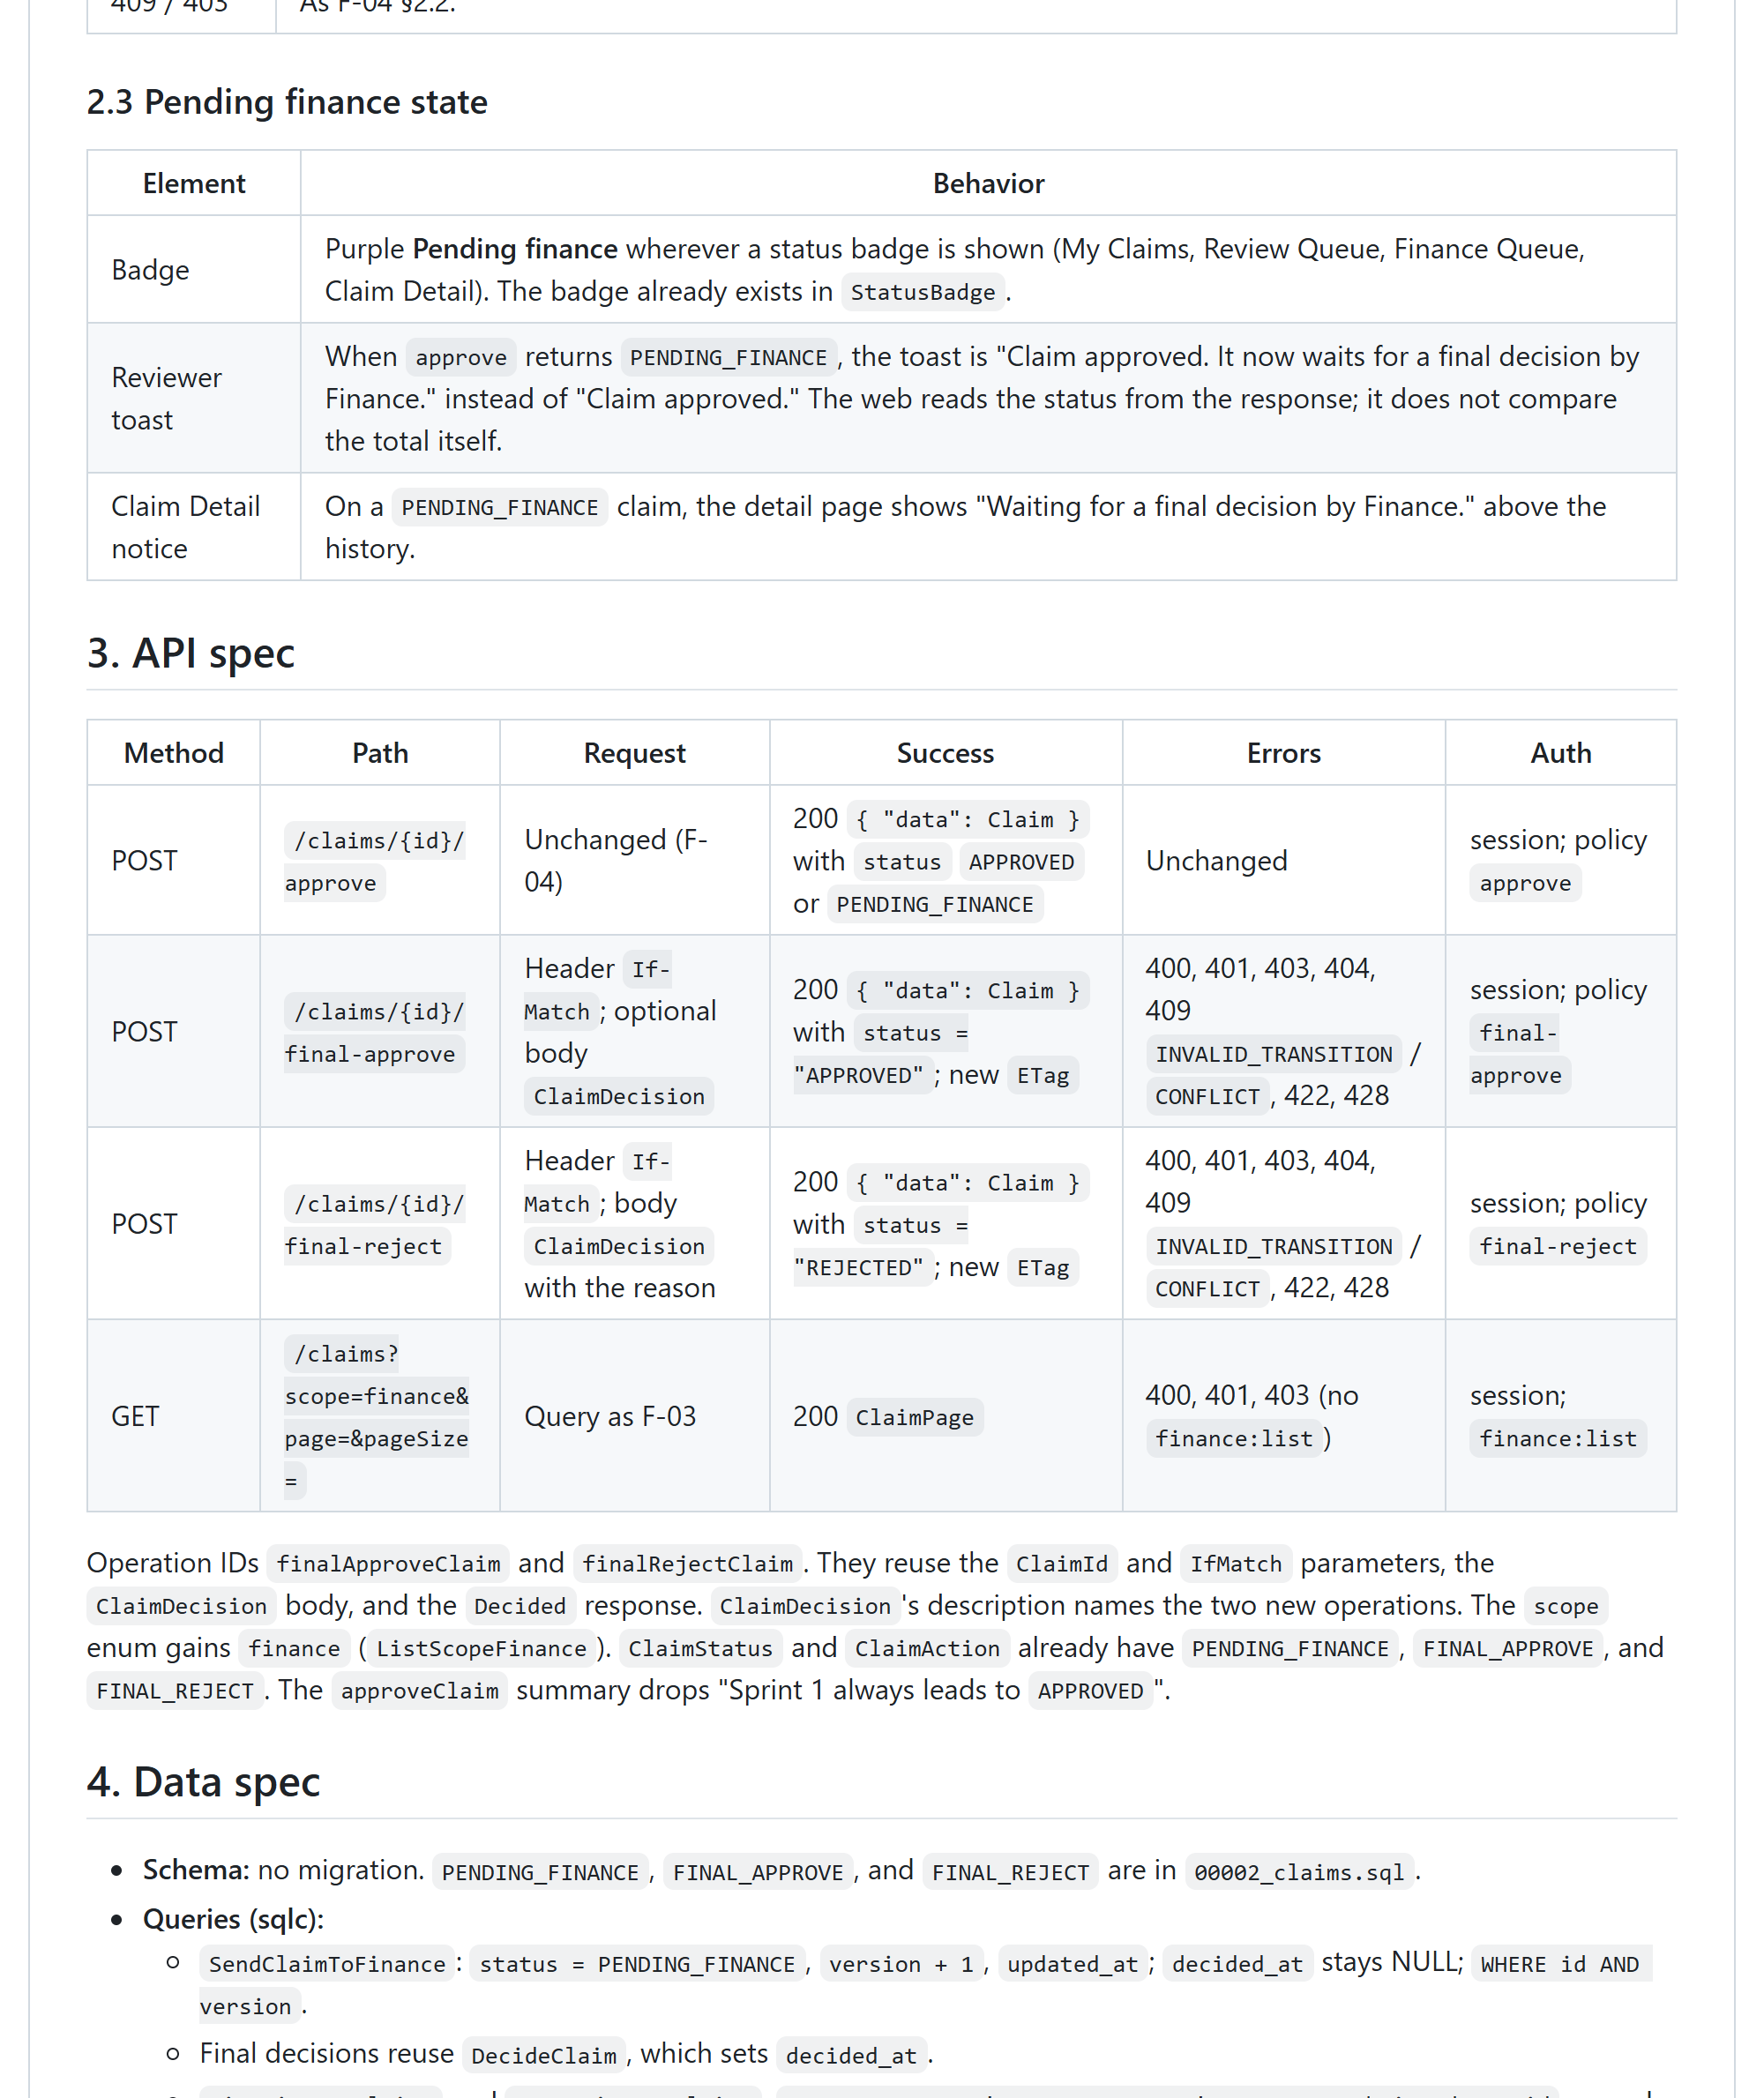 409 / 403 As F-04 §2.2.
2.3 Pending finance state
Element Behavior
Badge
Purple Pending finance wherever a status badge is shown (My Claims, Review Queue, Finance Queue,
Claim Detail). The badge already exists in StatusBadge.
Reviewer
toast
When approve returns PENDING_FINANCE, the toast is "Claim approved. It now waits for a final decision by
Finance." instead of "Claim approved." The web reads the status from the response; it does not compare
the total itself.
Claim Detail
notice
On a PENDING_FINANCE claim, the detail page shows "Waiting for a final decision by Finance." above the
history.
3. API spec
Method Path Request Success Errors Auth
POST
/claims/{id}/
approve
Unchanged (F-
04)
200 { "data": Claim }
with status APPROVED
or PENDING_FINANCE
Unchanged
session; policy
approve
POST
/claims/{id}/
final-approve
Header If-
Match; optional
body
ClaimDecision
200 { "data": Claim }
with status =
"APPROVED"; new ETag
400, 401, 403, 404,
409
INVALID_TRANSITION /
CONFLICT, 422, 428
session; policy
final-
approve
POST
/claims/{id}/
final-reject
Header If-
Match; body
ClaimDecision
with the reason
200 { "data": Claim }
with status =
"REJECTED"; new ETag
400, 401, 403, 404,
409
INVALID_TRANSITION /
CONFLICT, 422, 428
session; policy
final-reject
GET
/claims?
scope=finance&
page=&pageSize
=
Query as F-03
200 ClaimPage
400, 401, 403 (no
finance:list)
session;
finance:list
Operation IDs finalApproveClaim and finalRejectClaim. They reuse the ClaimId and IfMatch parameters, the
ClaimDecision body, and the Decided response. ClaimDecision's description names the two new operations. The scope
enum gains finance (ListScopeFinance). ClaimStatus and ClaimAction already have PENDING_FINANCE, FINAL_APPROVE, and
FINAL_REJECT. The approveClaim summary drops "Sprint 1 always leads to APPROVED".
4. Data spec
• Schema: no migration. PENDING_FINANCE, FINAL_APPROVE, and FINAL_REJECT are in 00002_claims.sql.
• Queries (sqlc):
○ SendClaimToFinance: status = PENDING_FINANCE, version + 1, updated_at; decided_at stays NULL; WHERE id AND
version.
○ Final decisions reuse DecideClaim, which sets decided_at.